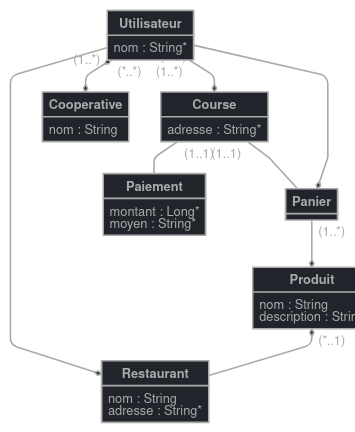 Utilisateur
nom : String*
(1..*)
(*..*)
(1..*)
Cooperative
nom : String
Course
adresse : String*
(1..1)
(1..1)
Paiement
montant : Long*
moyen : String*
Panier
(1..*)
Produit
nom : String
description : Strin
(*..1)
Restaurant
nom : String
adresse : String*